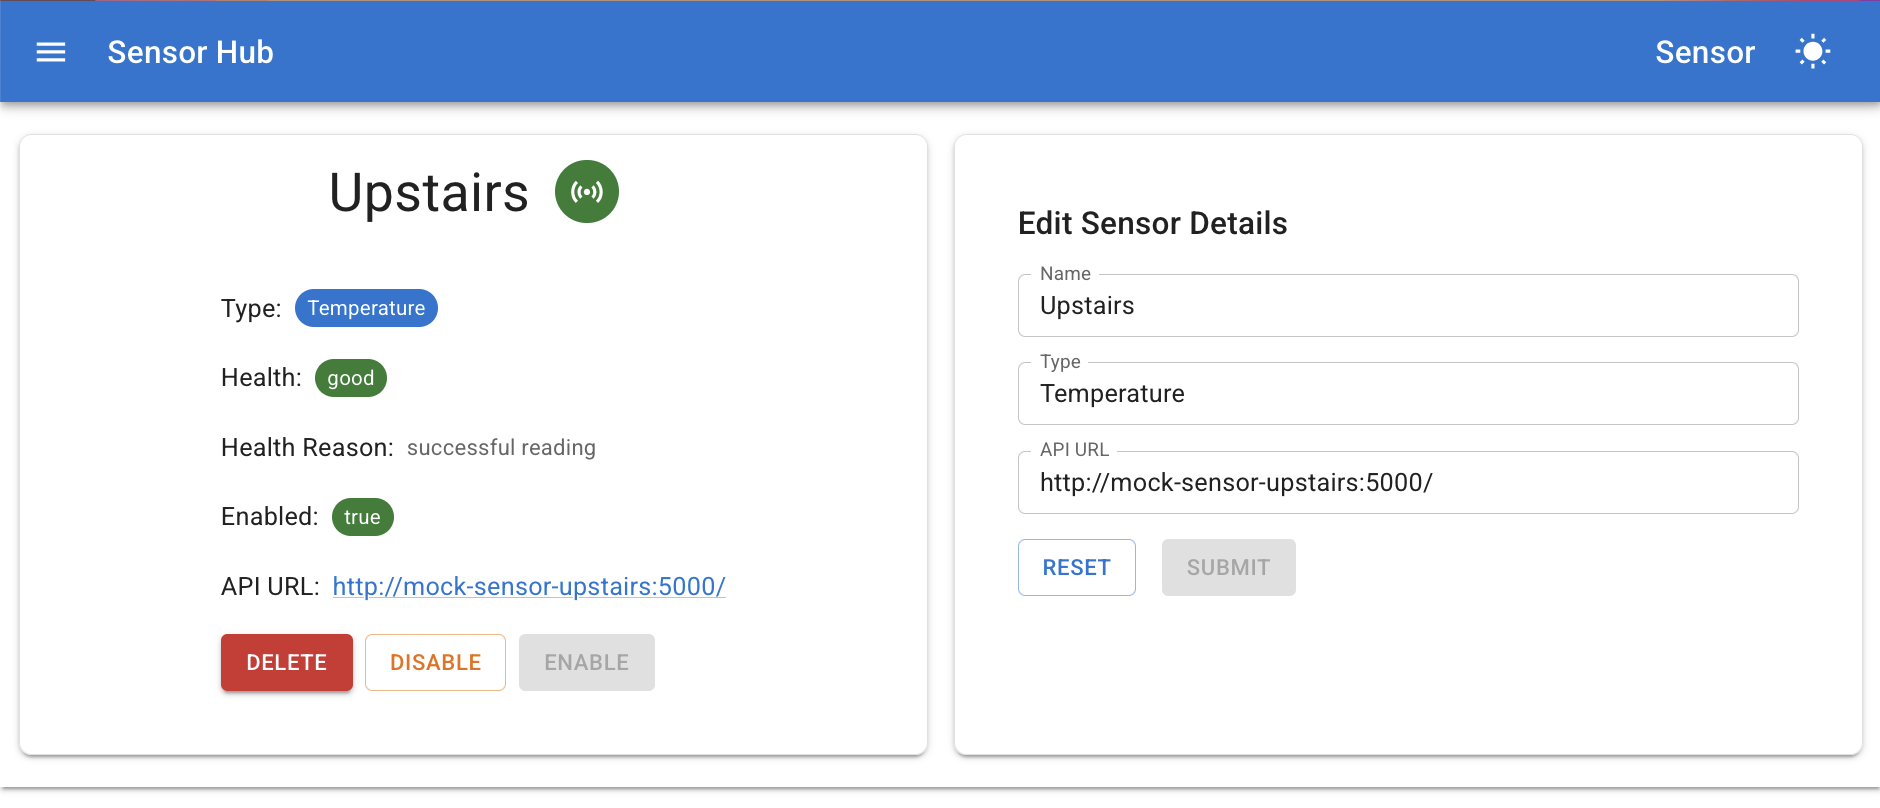 Sensor Hub
Sensor
Upstairs
Type: Temperature
Health: good
Health Reason: successful reading
Enabled: true
API URL: http://mock-sensor-upstairs:5000/
DELETE DISABLE ENABLE
Edit Sensor Details
Name
Upstairs
Type
Temperature
API URL
http://mock-sensor-upstairs:5000/
RESET SUBMIT